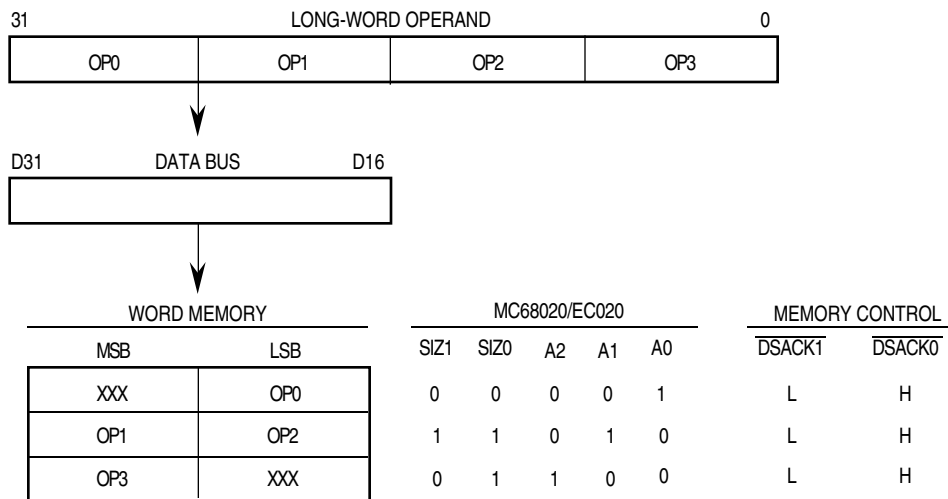 31 LONG-WORD OPERAND 0
OP0 OP1 OP2 OP3
D31 DATA BUS D16
WORD MEMORY MC68020/EC020 MEMORY CONTROL
MSB LSB SIZ1 SIZ0 A2 A1 A0 DSACK1 DSACK0
XXX OP0 0 0 0 0 1 L H
OP1 OP2 1 1 0 1 0 L H
OP3 XXX 0 1 1 0 0 L H